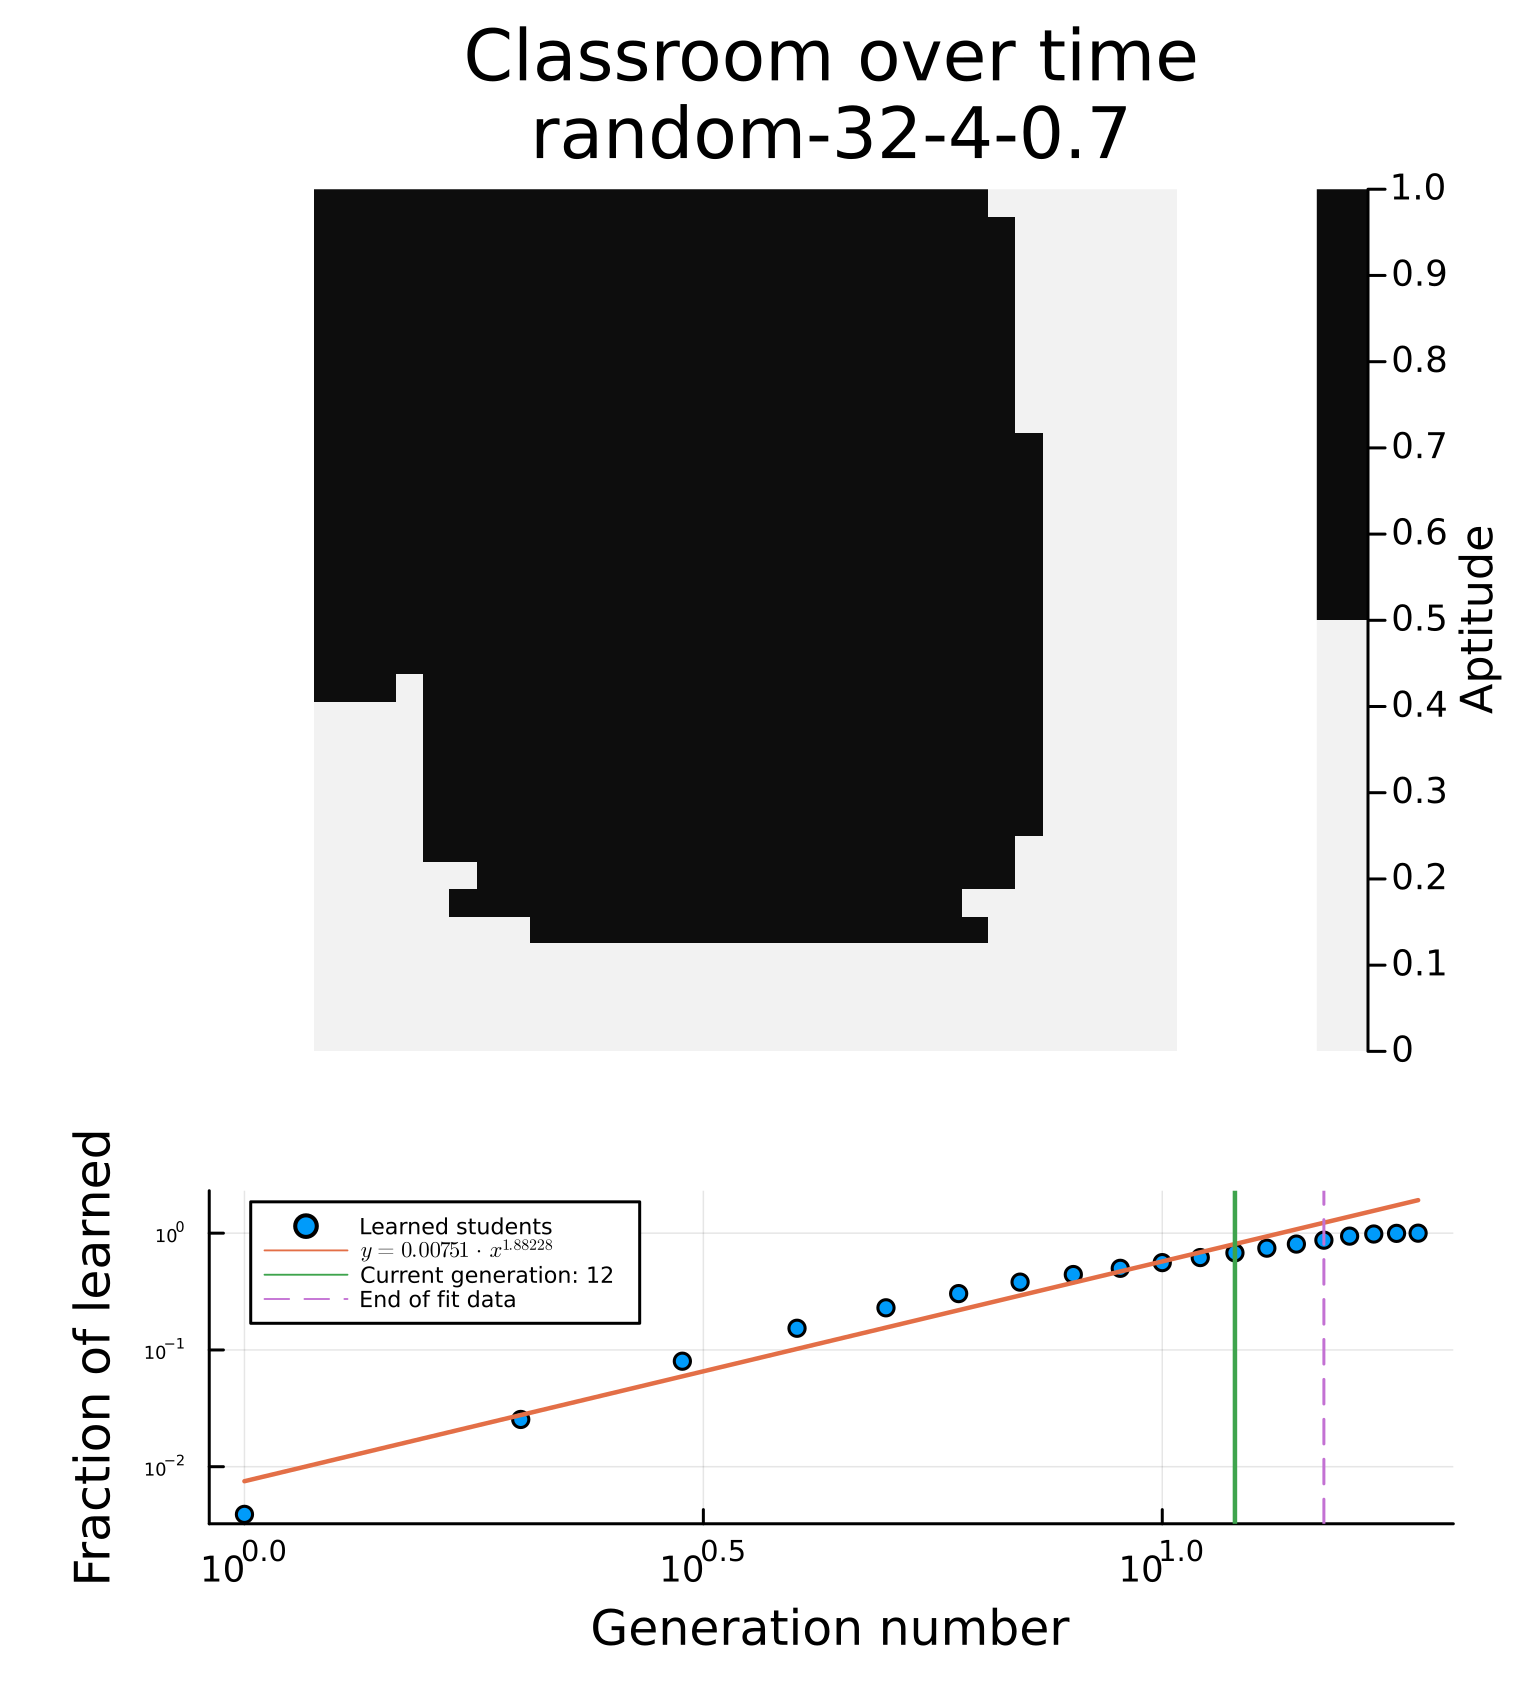 Classroom over time
random-32-4-0.7
1.0
0.9
0.8
0.7
0.6
0.5
0.4
0.3
0.2
0.1
0
Aptitude
Fraction of learned
10⁰
10⁻¹
10⁻²
Learned students
y = 0.00751 · x^1.88228
Current generation: 12
End of fit data
10^0.0
10^0.5
10^1.0
Generation number